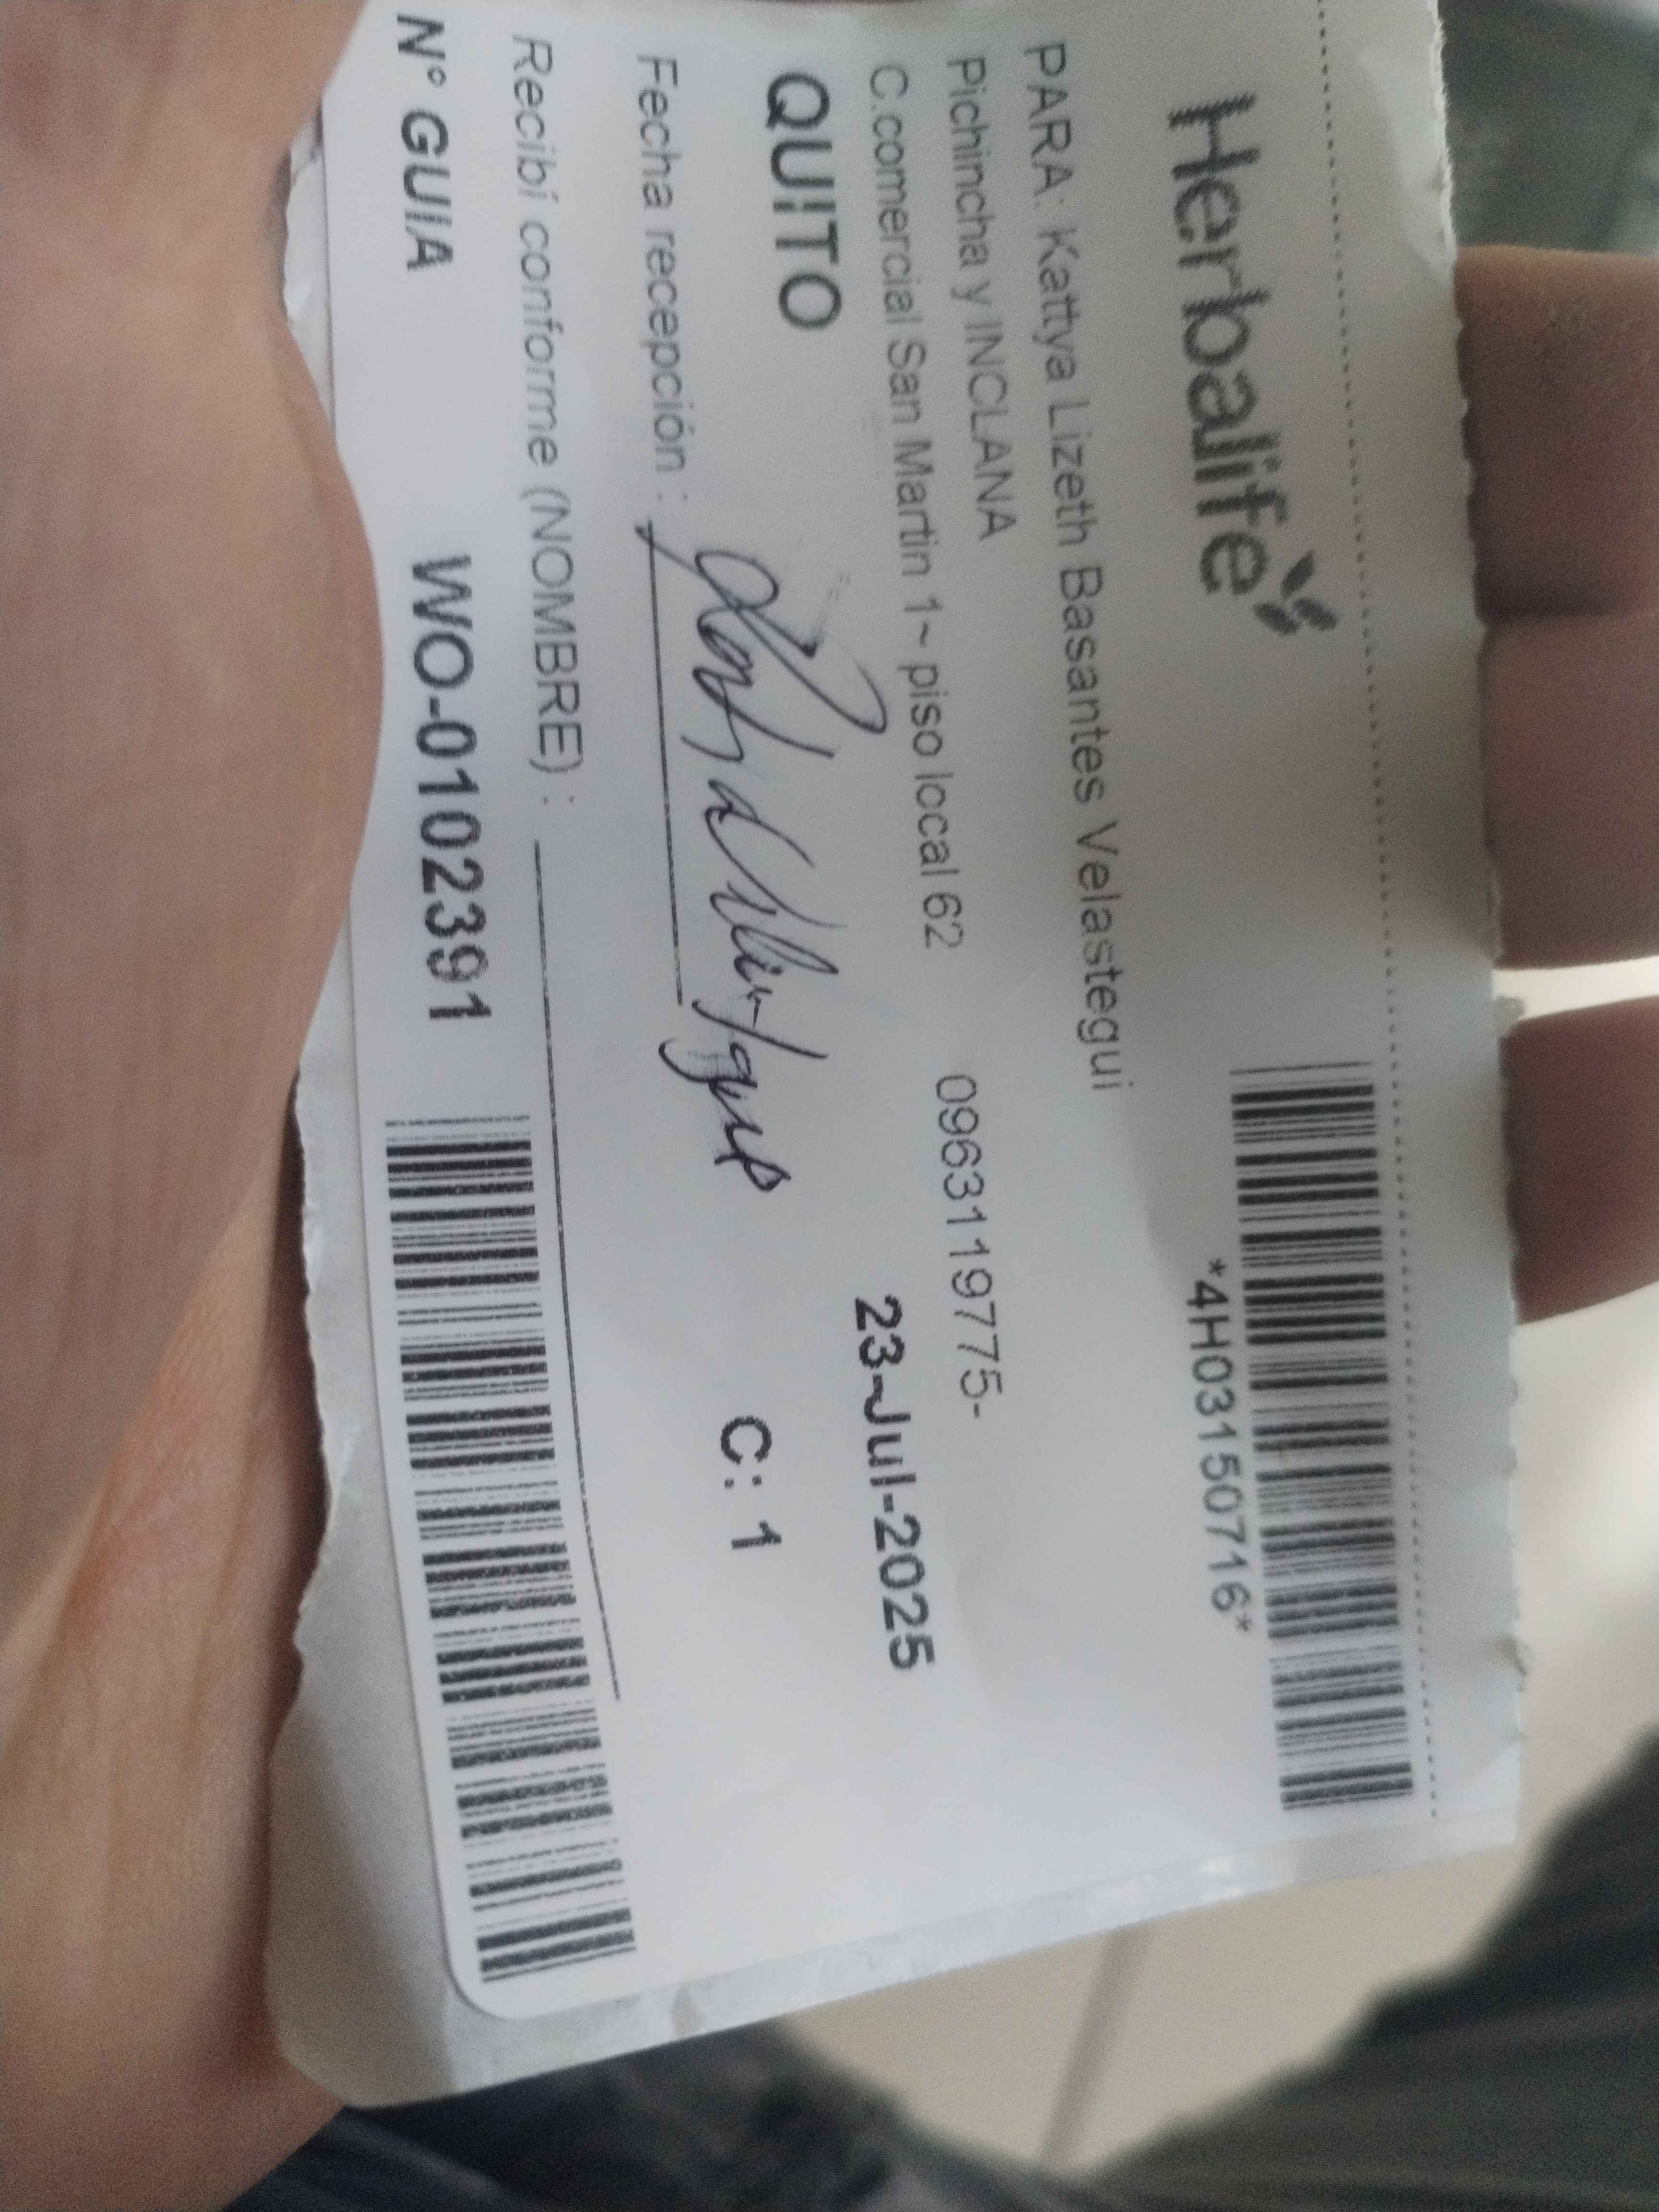 Herbalife
*4H03150716*
PARA: Kattya Lizeth Basantes Velastegui
Pichincha y INCLANA
C.comercial San Martin 1~ piso local 62 0963119775-
23-Jul-2025
QUITO
C: 1
Fecha recepción :
Recibí conforme (NOMBRE) :
N° GUIA WO-0102391